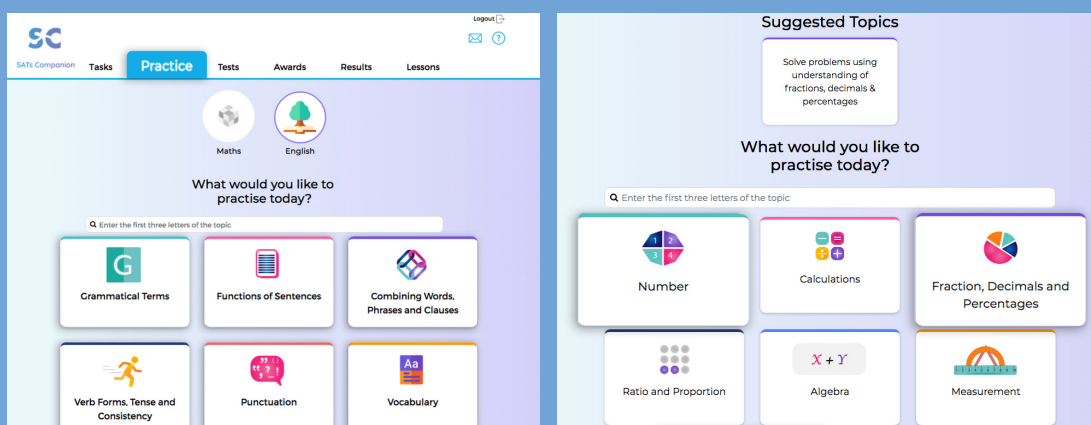 Logout
SC
SATs Companion
Tasks
Practice
Tests
Awards
Results
Lessons
Maths
English
What would you like to
practise today?
Enter the first three letters of the topic
G
Grammatical Terms
Functions of Sentences
Combining Words,
Phrases and Clauses
Verb Forms, Tense and
Consistency
Punctuation
Aa
Vocabulary
Suggested Topics
Solve problems using
understanding of
fractions, decimals &
percentages
What would you like to
practise today?
Enter the first three letters of the topic
1 2
3 4
Number
Calculations
Fraction, Decimals and
Percentages
Ratio and Proportion
X + Y
Algebra
Measurement